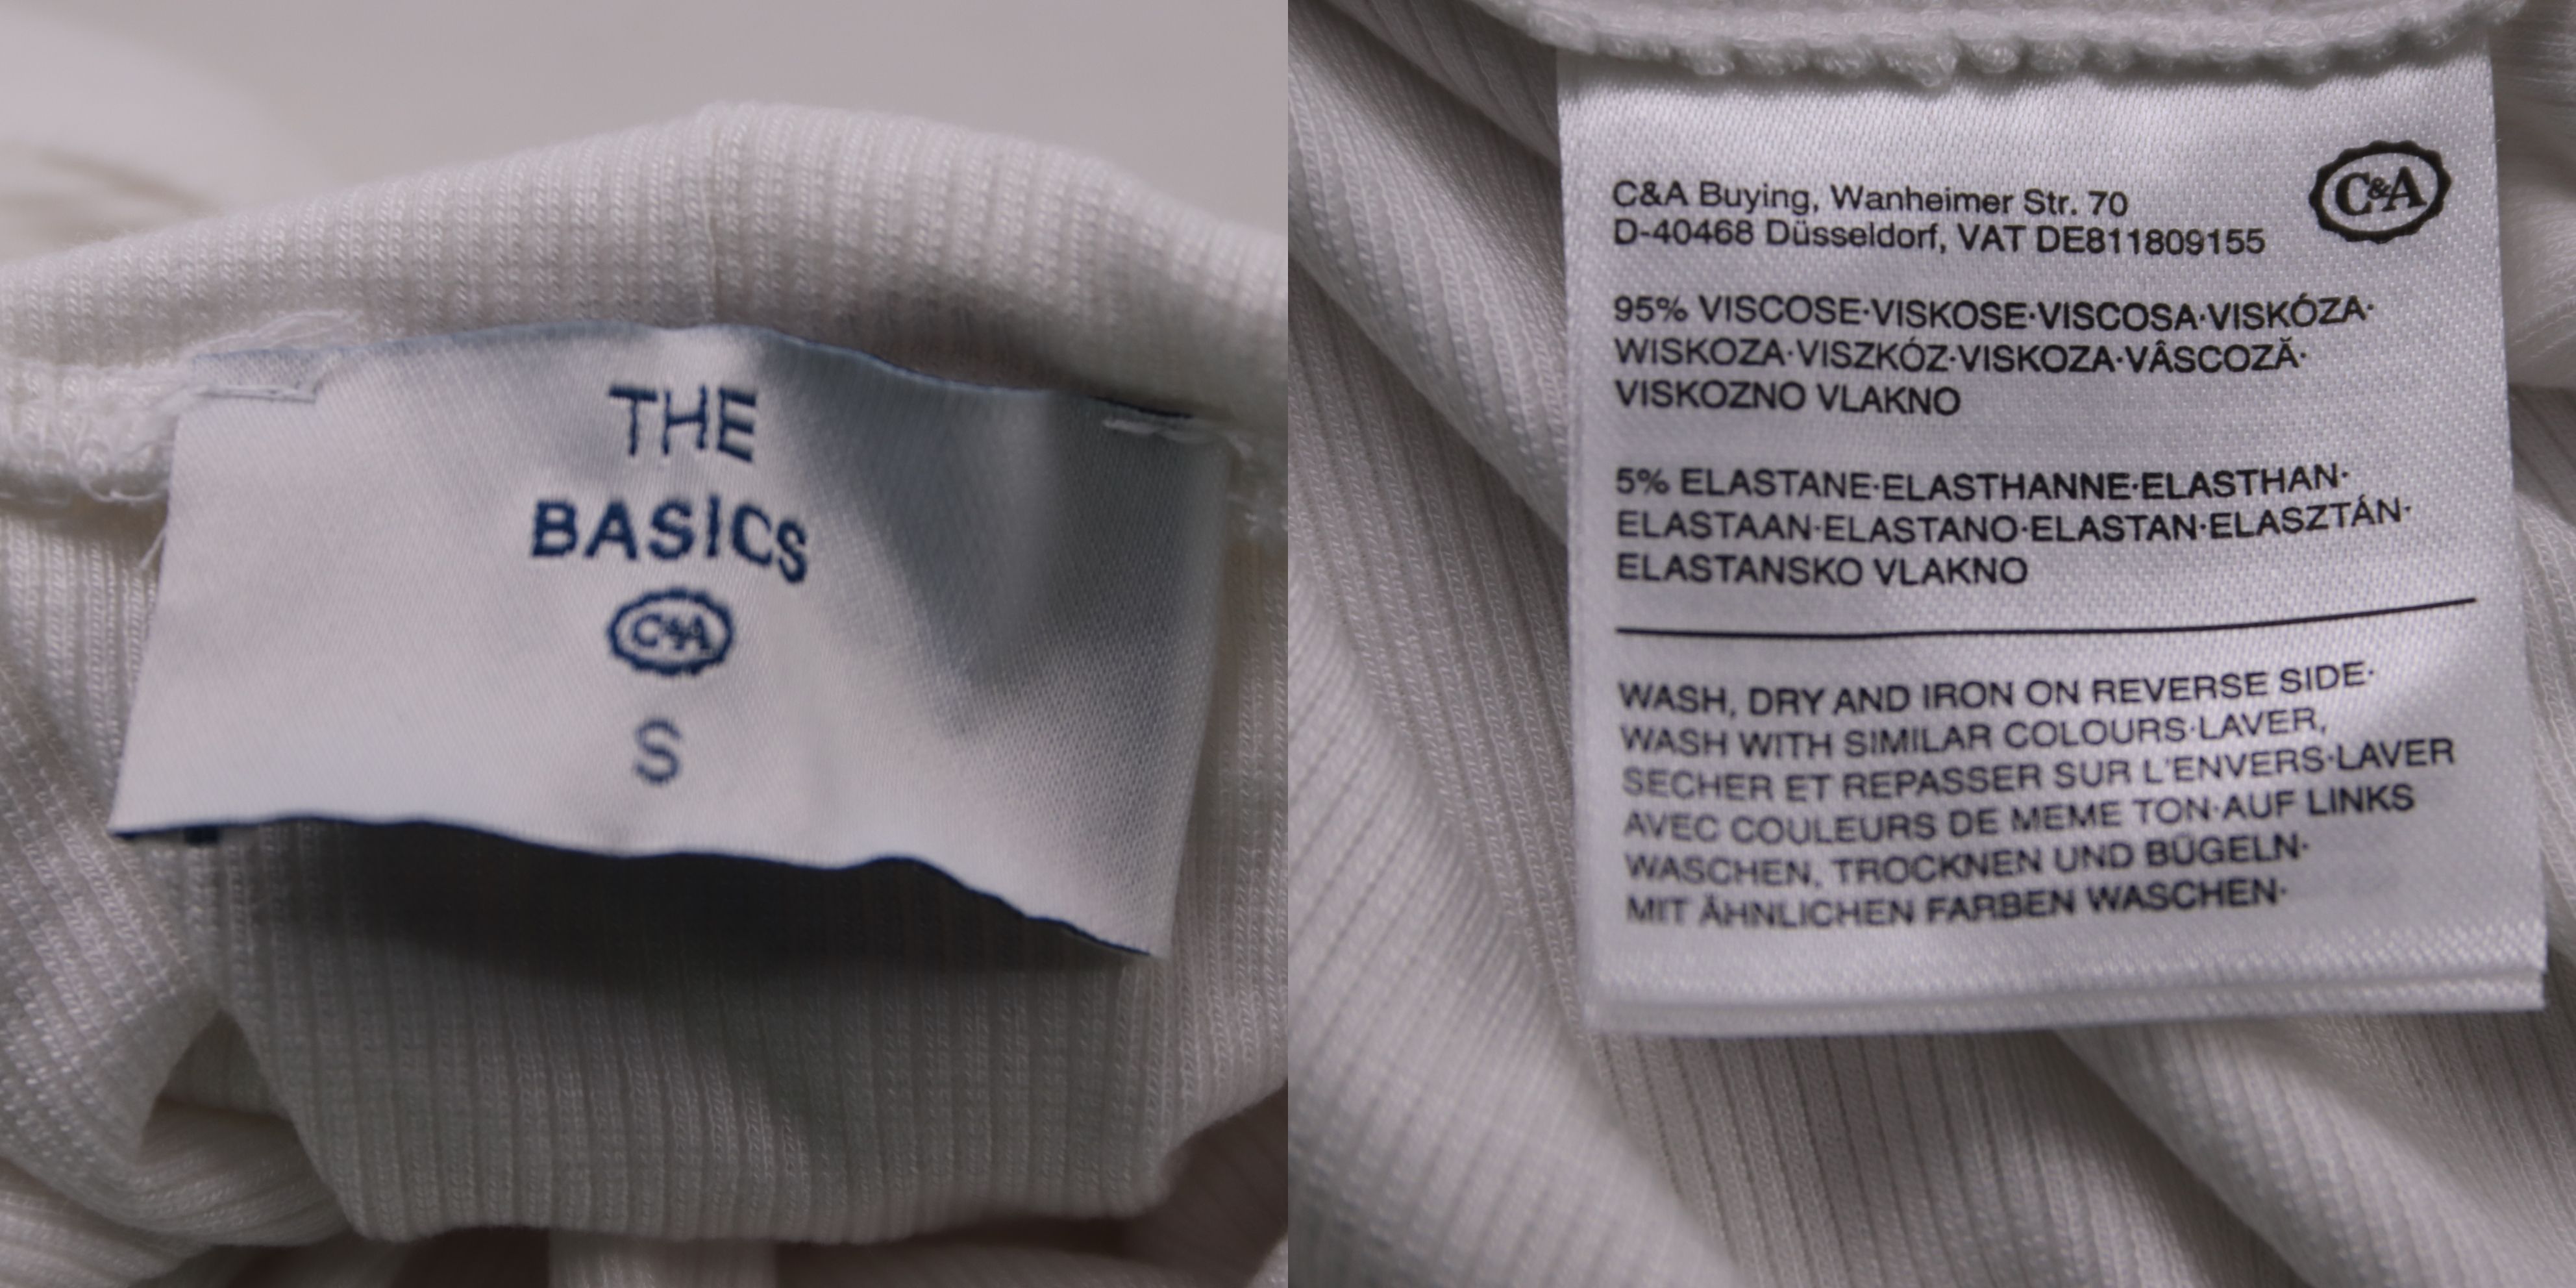 THE
BASICS
C&A
S
C&A Buying, Wanheimer Str. 70
D-40468 Düsseldorf, VAT DE811809155
C&A
95% VISCOSE·VISKOSE·VISCOSA·VISKÓZA·
WISKOZA·VISZKÓZ·VISKOZA·VÂSCOZĂ·
VISKOZNO VLAKNO
5% ELASTANE·ELASTHANNE·ELASTHAN·
ELASTAAN·ELASTANO·ELASTAN·ELASZTÁN·
ELASTANSKO VLAKNO
WASH, DRY AND IRON ON REVERSE SIDE·
WASH WITH SIMILAR COLOURS·LAVER,
SECHER ET REPASSER SUR L'ENVERS·LAVER
AVEC COULEURS DE MEME TON·AUF LINKS
WASCHEN, TROCKNEN UND BÜGELN·
MIT ÄHNLICHEN FARBEN WASCHEN·